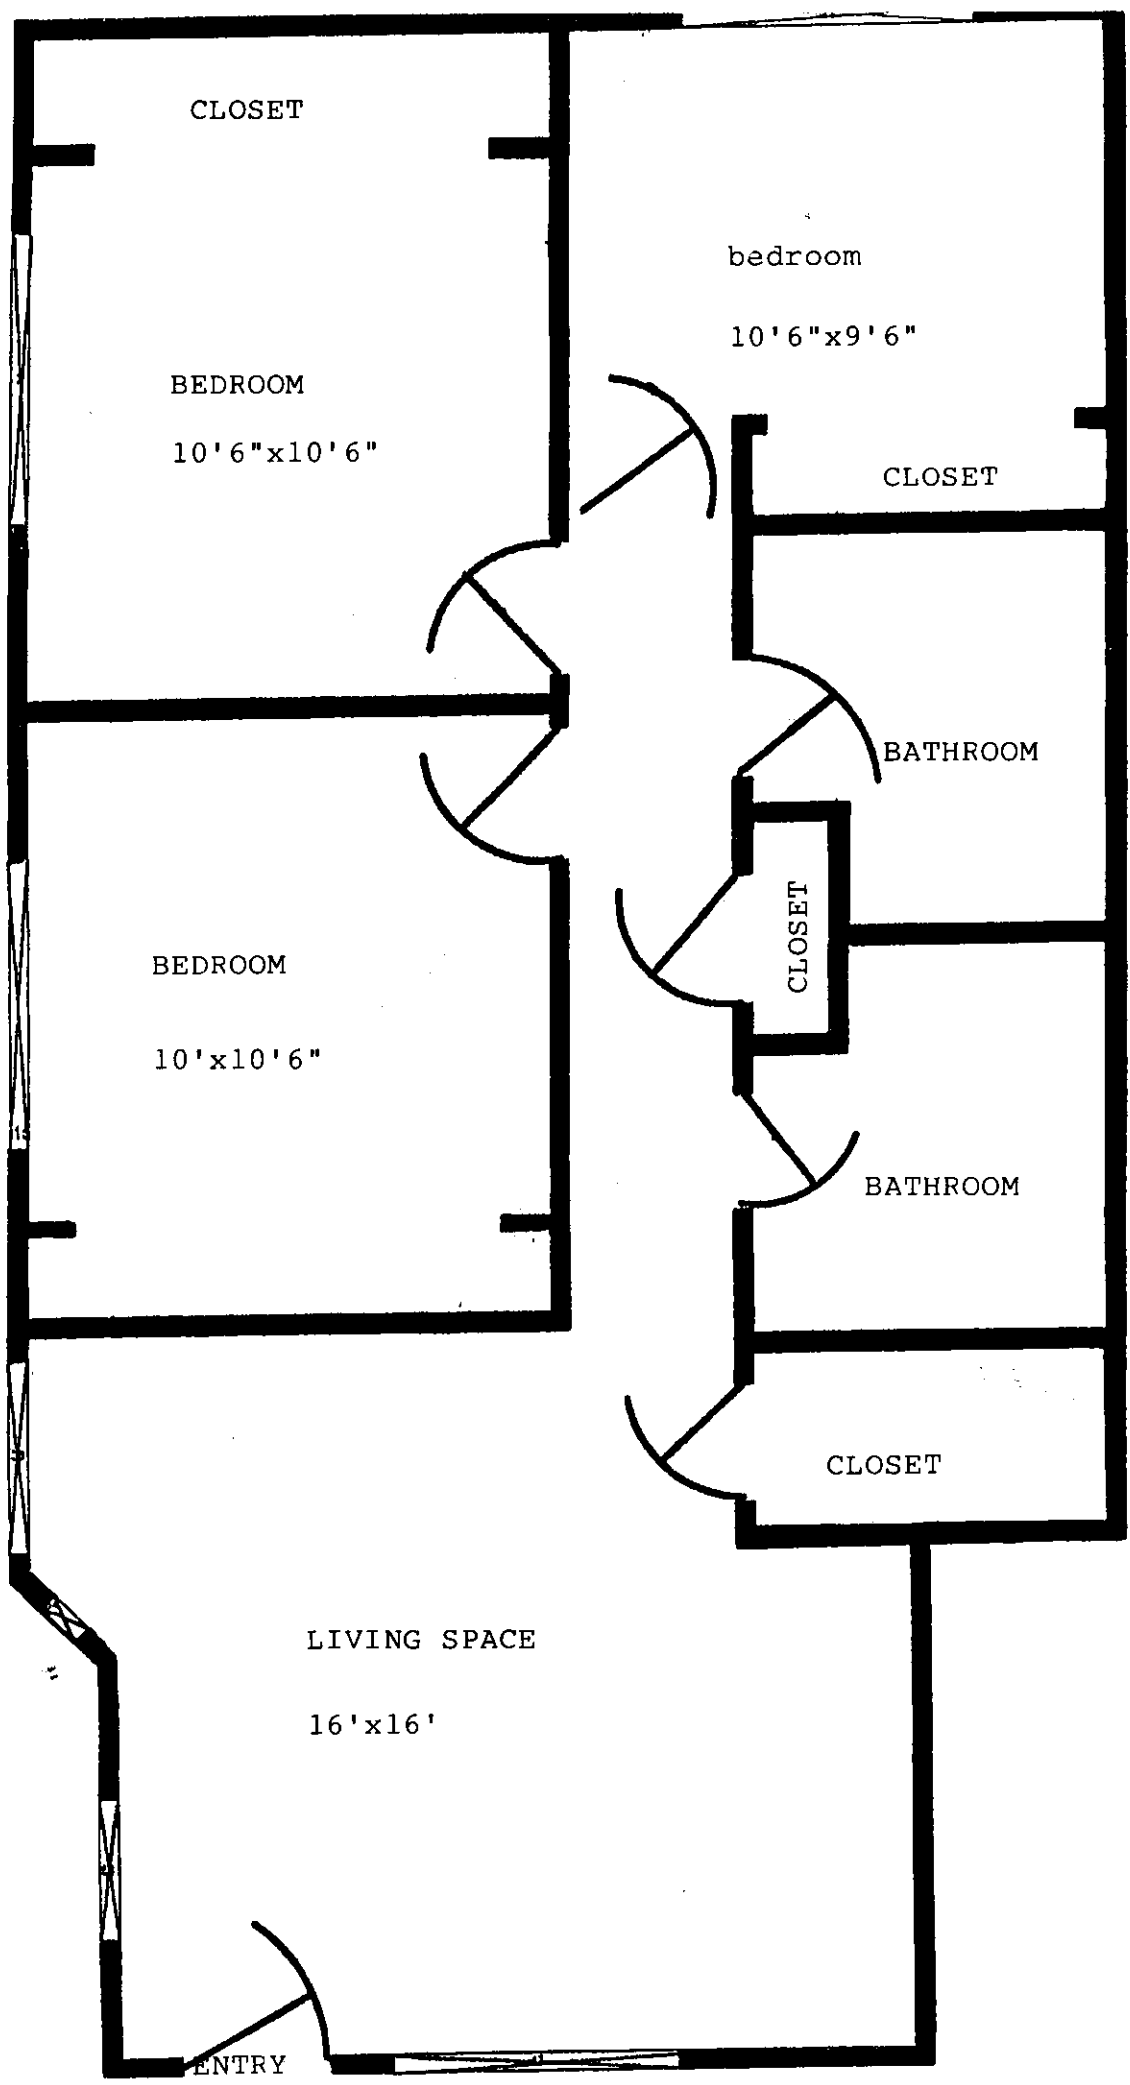 CLOSET
bedroom
10'6"x9'6"
BEDROOM
10'6"x10'6"
CLOSET
BATHROOM
CLOSET
BEDROOM
10'x10'6"
BATHROOM
CLOSET
LIVING SPACE
16'x16'
ENTRY